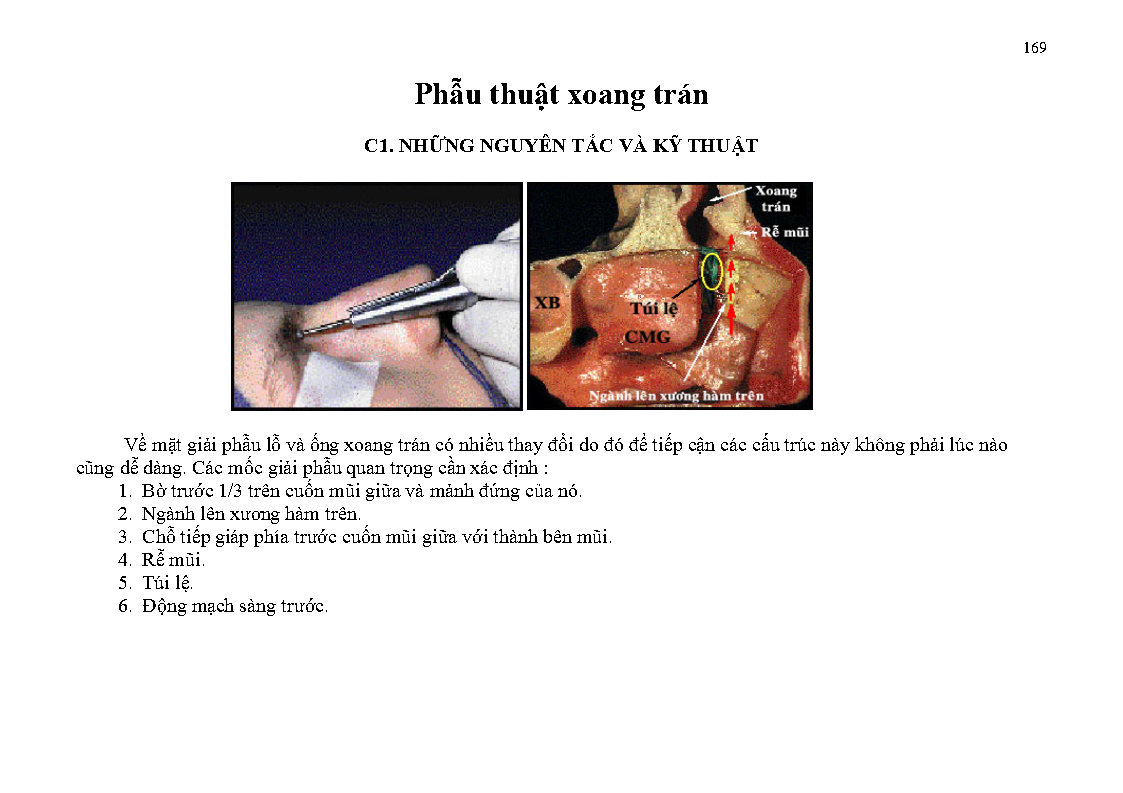 169
Phẫu thuật xoang trán
C1. NHỮNG NGUYÊN TẮC VÀ KỸ THUẬT
Xoang
trán
Rễ mũi
XB
Túi lệ
CMG
Ngành lên xương hàm trên
Về mặt giải phẫu lỗ và ống xoang trán có nhiều thay đổi do đó để tiếp cận các cấu trúc này không phải lúc nào
cũng dễ dàng. Các mốc giải phẫu quan trọng cần xác định :
1. Bờ trước 1/3 trên cuốn mũi giữa và mảnh đứng của nó.
2. Ngành lên xương hàm trên.
3. Chỗ tiếp giáp phía trước cuốn mũi giữa với thành bên mũi.
4. Rễ mũi.
5. Túi lệ.
6. Động mạch sàng trước.